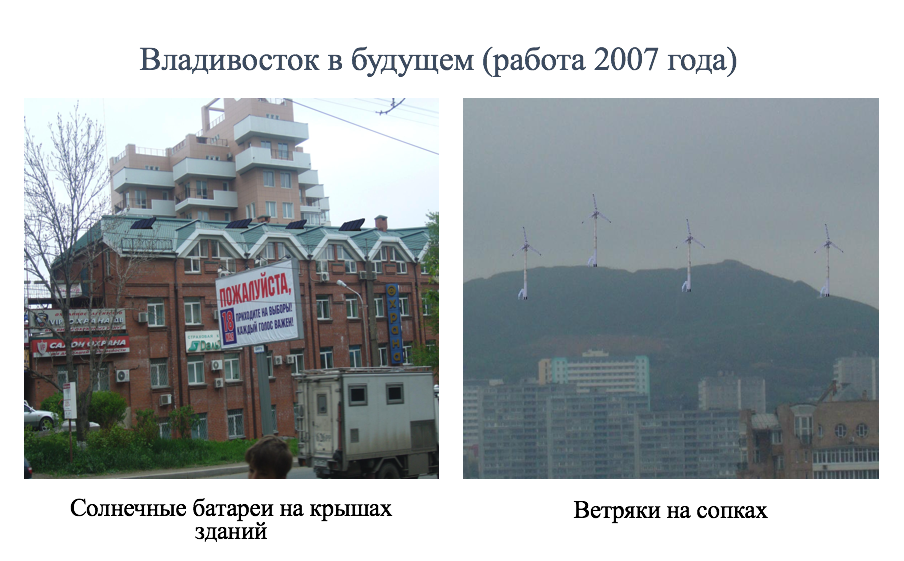 Владивосток в будущем (работа 2007 года)
ПОЖАЛУЙСТА,
ПРИХОДИТЕ НА ВЫБОРЫ!
КАЖДЫЙ ГОЛОС ВАЖЕН!
САЛОН ОХРАНА
Солнечные батареи на крышах
зданий
Ветряки на сопках